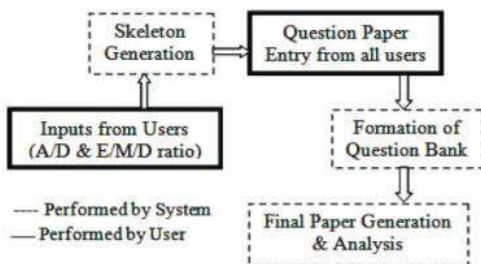 Skeleton
Generation
Question Paper
Entry from all users
Inputs from Users
(A/D & E/M/D ratio)
Formation of
Question Bank
---- Performed by System
— Performed by User
Final Paper Generation
& Analysis